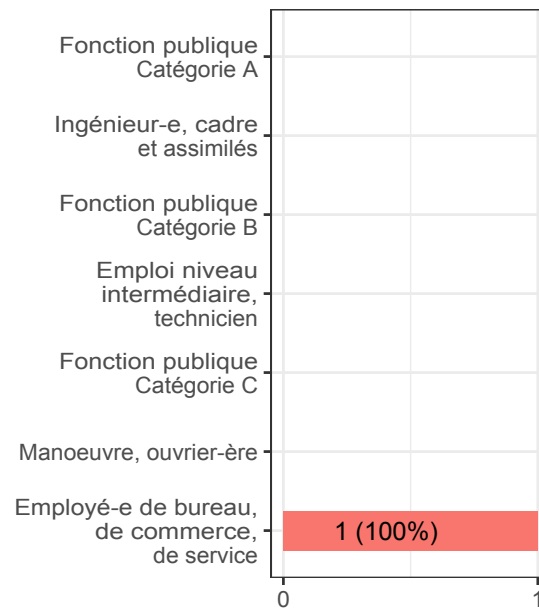 Fonction publique
Catégorie A
Ingénieur-e, cadre
et assimilés
Fonction publique
Catégorie B
Emploi niveau
intermédiaire,
technicien
Fonction publique
Catégorie C
Manoeuvre, ouvrier-ère
Employé-e de bureau,
de commerce,
de service
1 (100%)
0
1